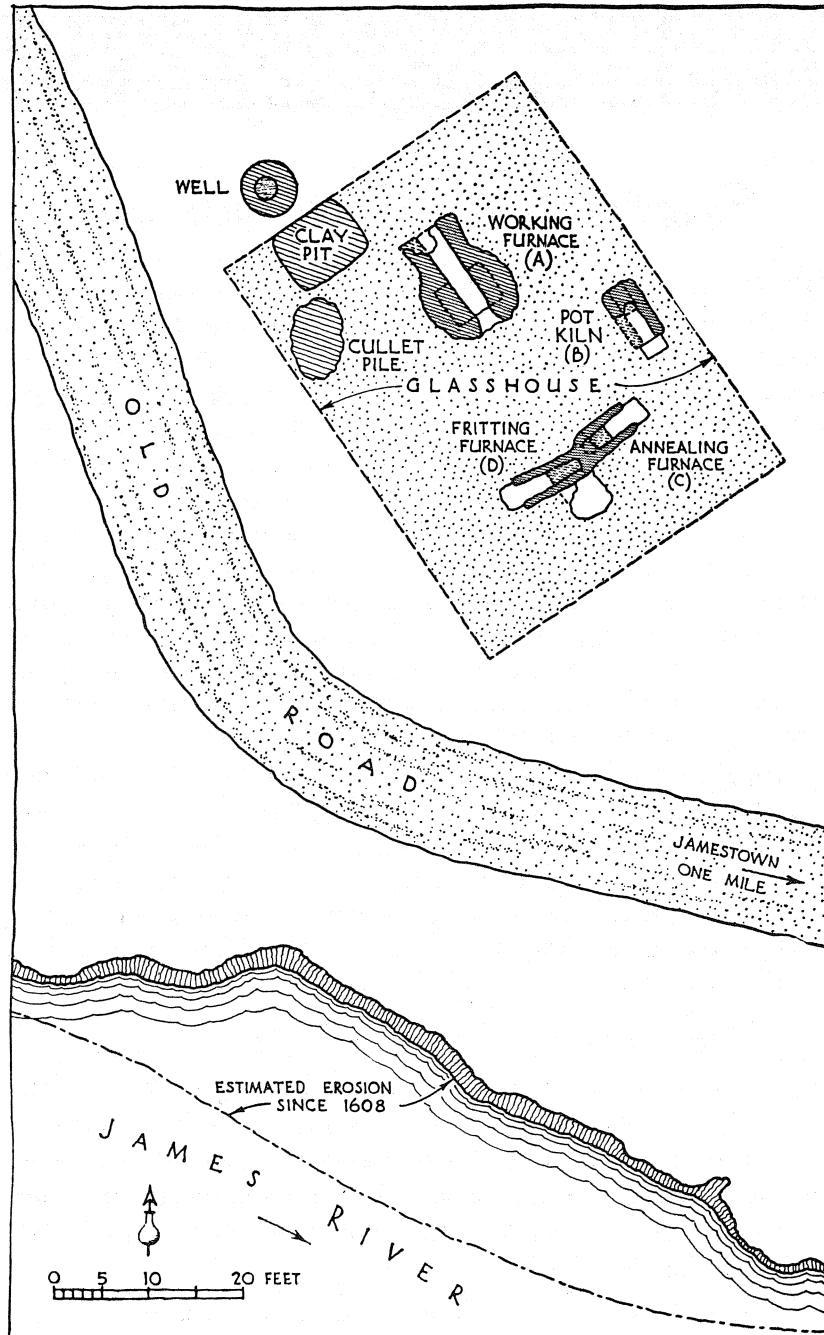 WELL
CLAY
PIT
WORKING
FURNACE
(A)
POT
KILN
(B)
CULLET
PILE
GLASSHOUSE
FRITTING
FURNACE
(D)
ANNEALING
FURNACE
(C)
OLD
ROAD
JAMESTOWN
ONE MILE
ESTIMATED EROSION
SINCE 1608
JAMES RIVER
0 5 10 20 FEET